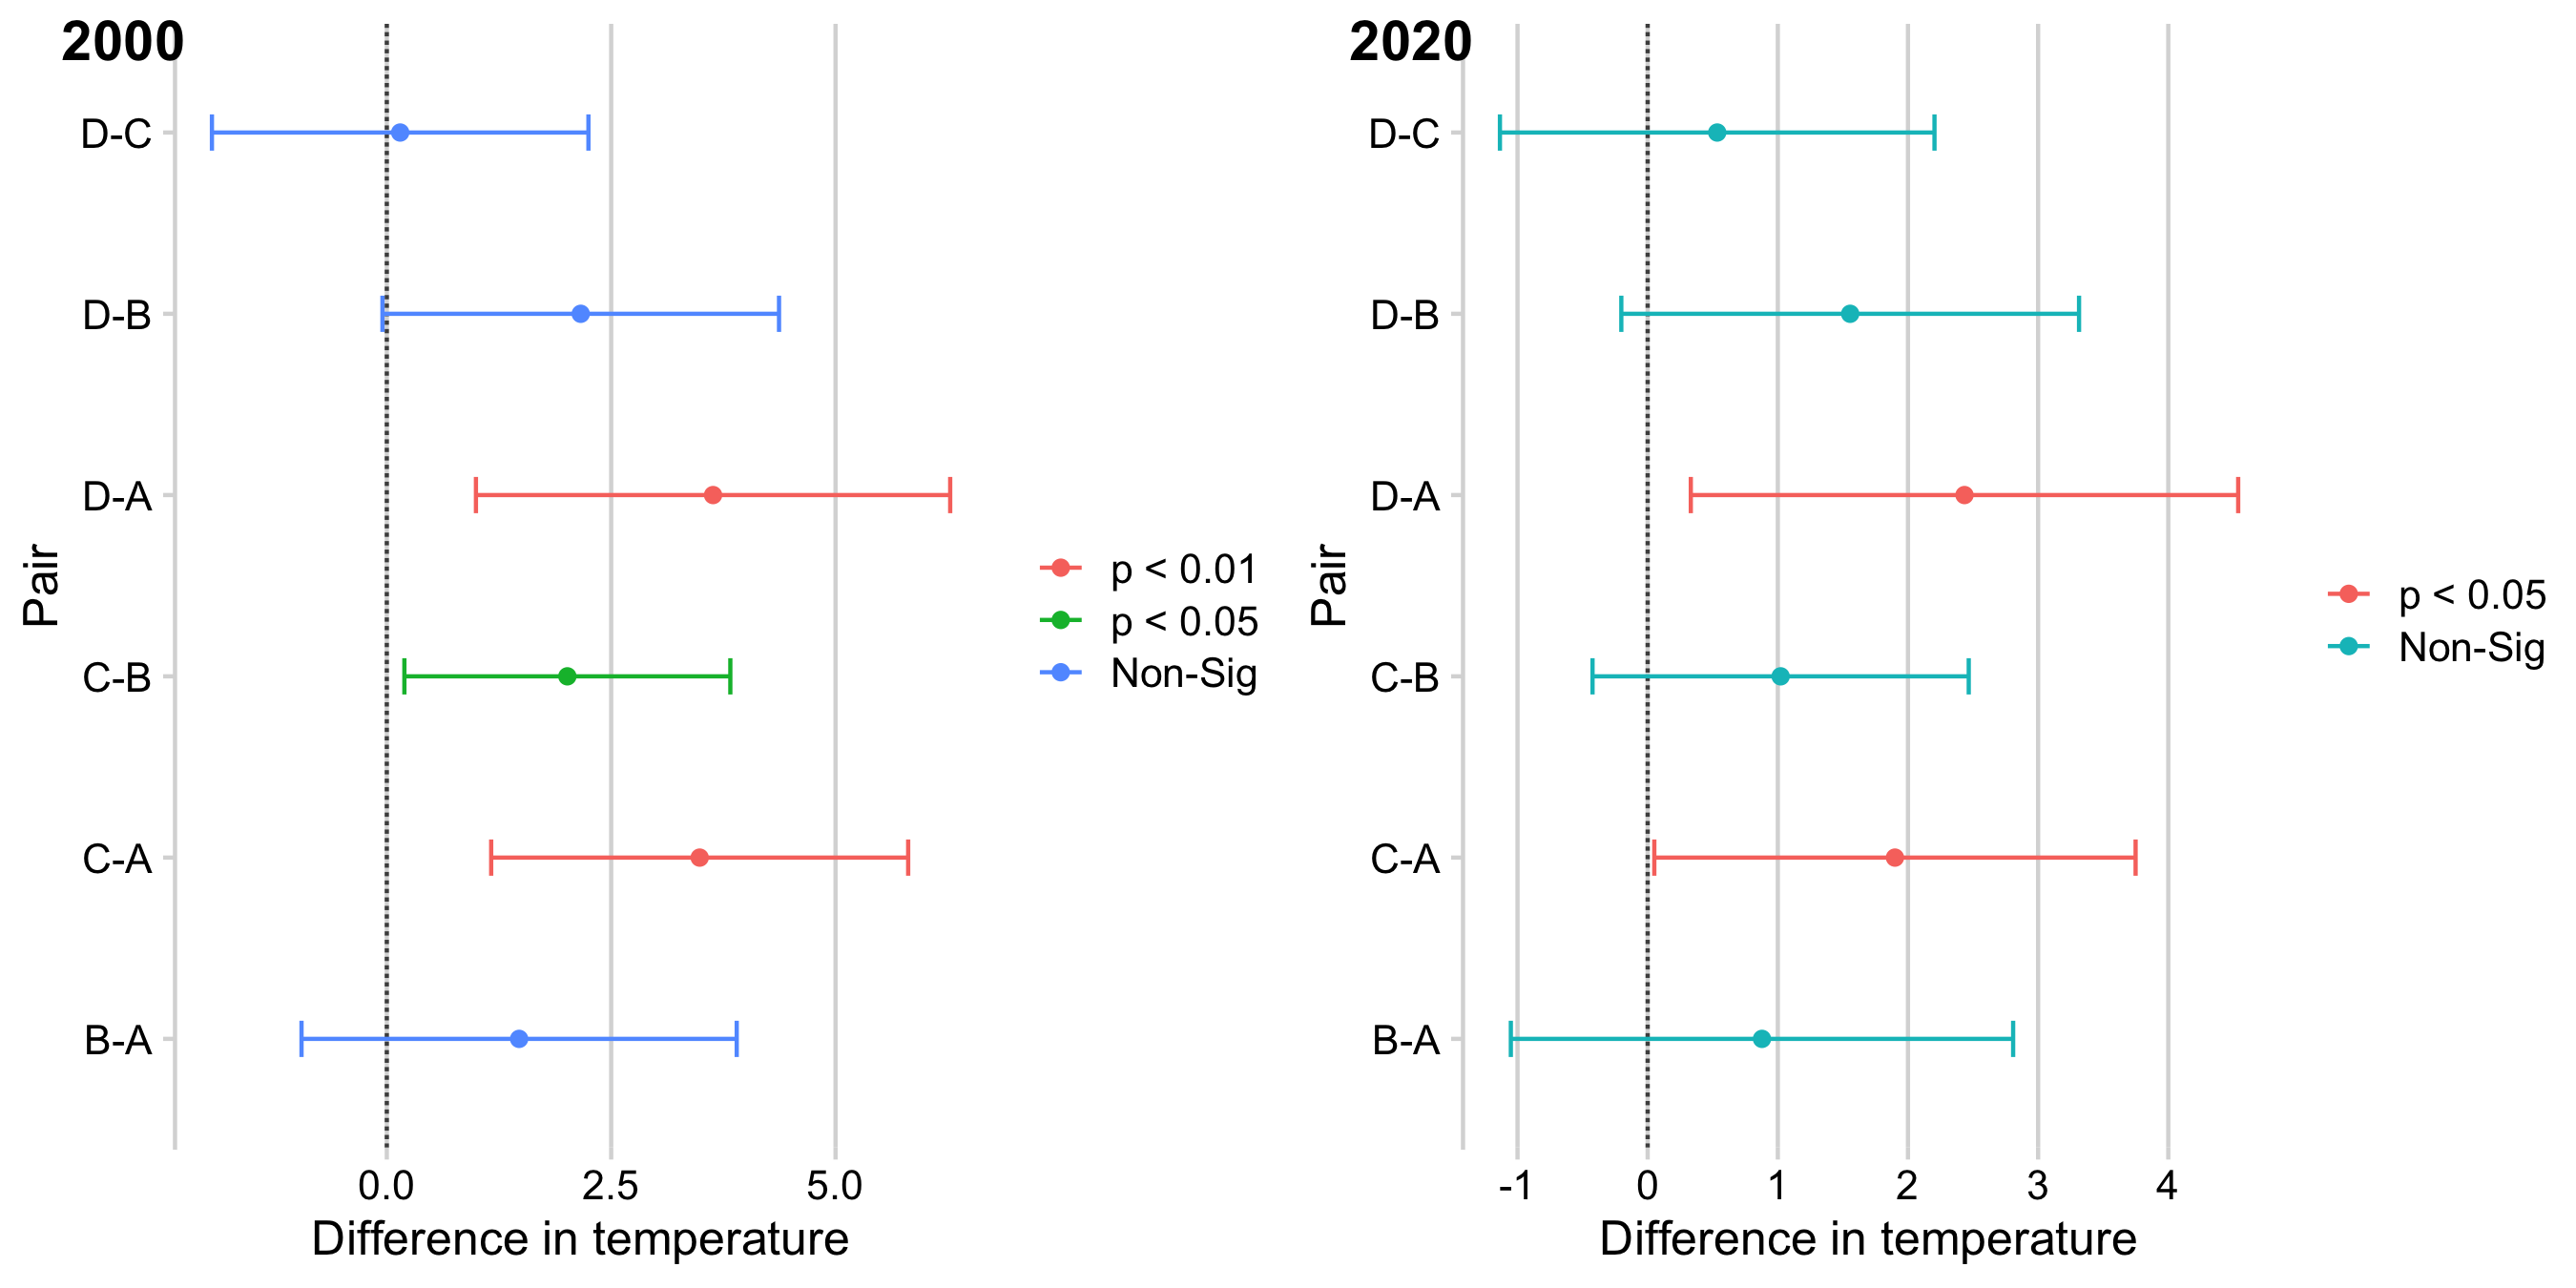 2000
D-C
D-B
D-A
C-B
C-A
B-A
Pair
0.0 2.5 5.0
Difference in temperature
p < 0.01
p < 0.05
Non-Sig
2020
D-C
D-B
D-A
C-B
C-A
B-A
Pair
-1 0 1 2 3 4
Difference in temperature
p < 0.05
Non-Sig